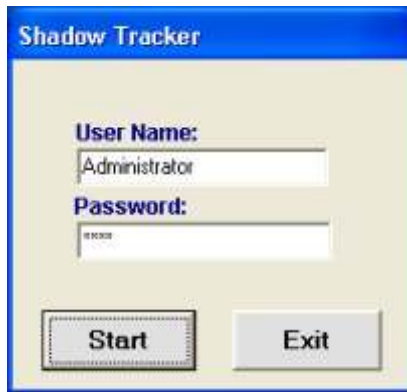 Shadow Tracker
User Name:
Administrator
Password:
****
Start
Exit